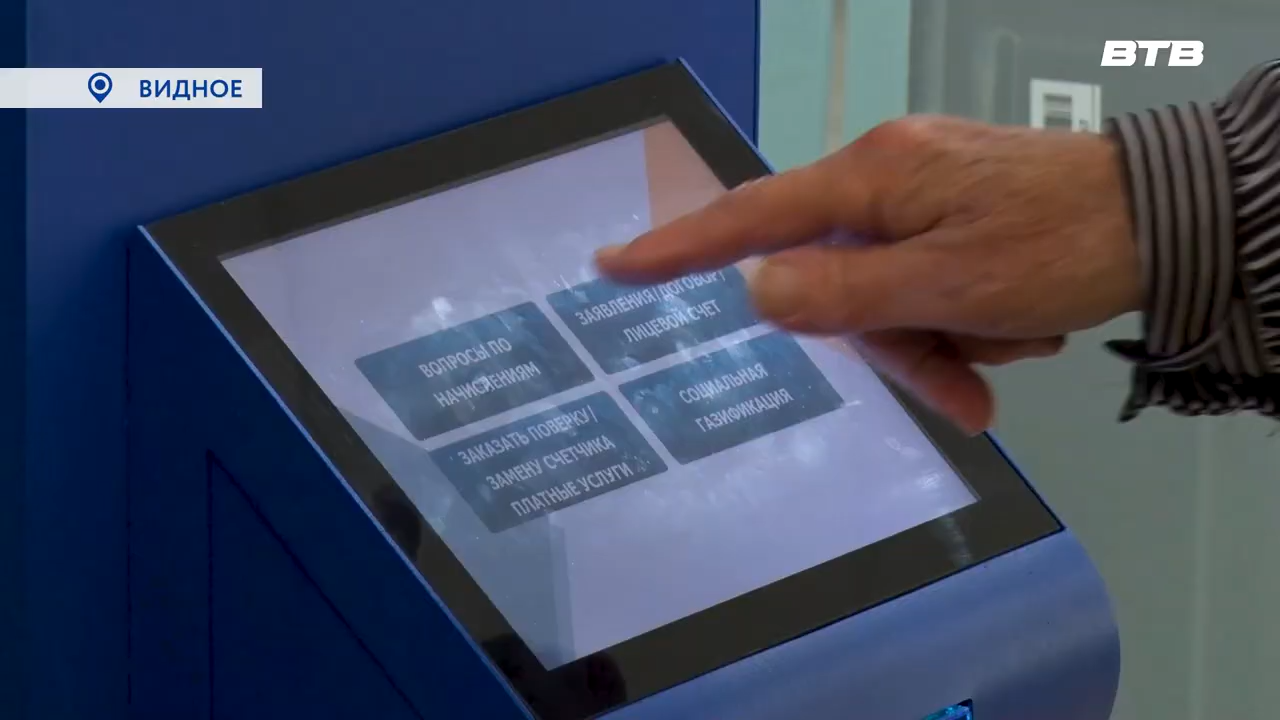 ВТВ
ВИДНОЕ
ЗАЯВЛЕНИЯ|ДОГОВОР|
ЛИЦЕВОЙ СЧЕТ
ВОПРОСЫ ПО
НАЧИСЛЕНИЯМ
СОЦИАЛЬНАЯ
ГАЗИФИКАЦИЯ
ЗАКАЗАТЬ ПОВЕРКУ|
ЗАМЕНУ СЧЕТЧИКА
ПЛАТНЫЕ УСЛУГИ